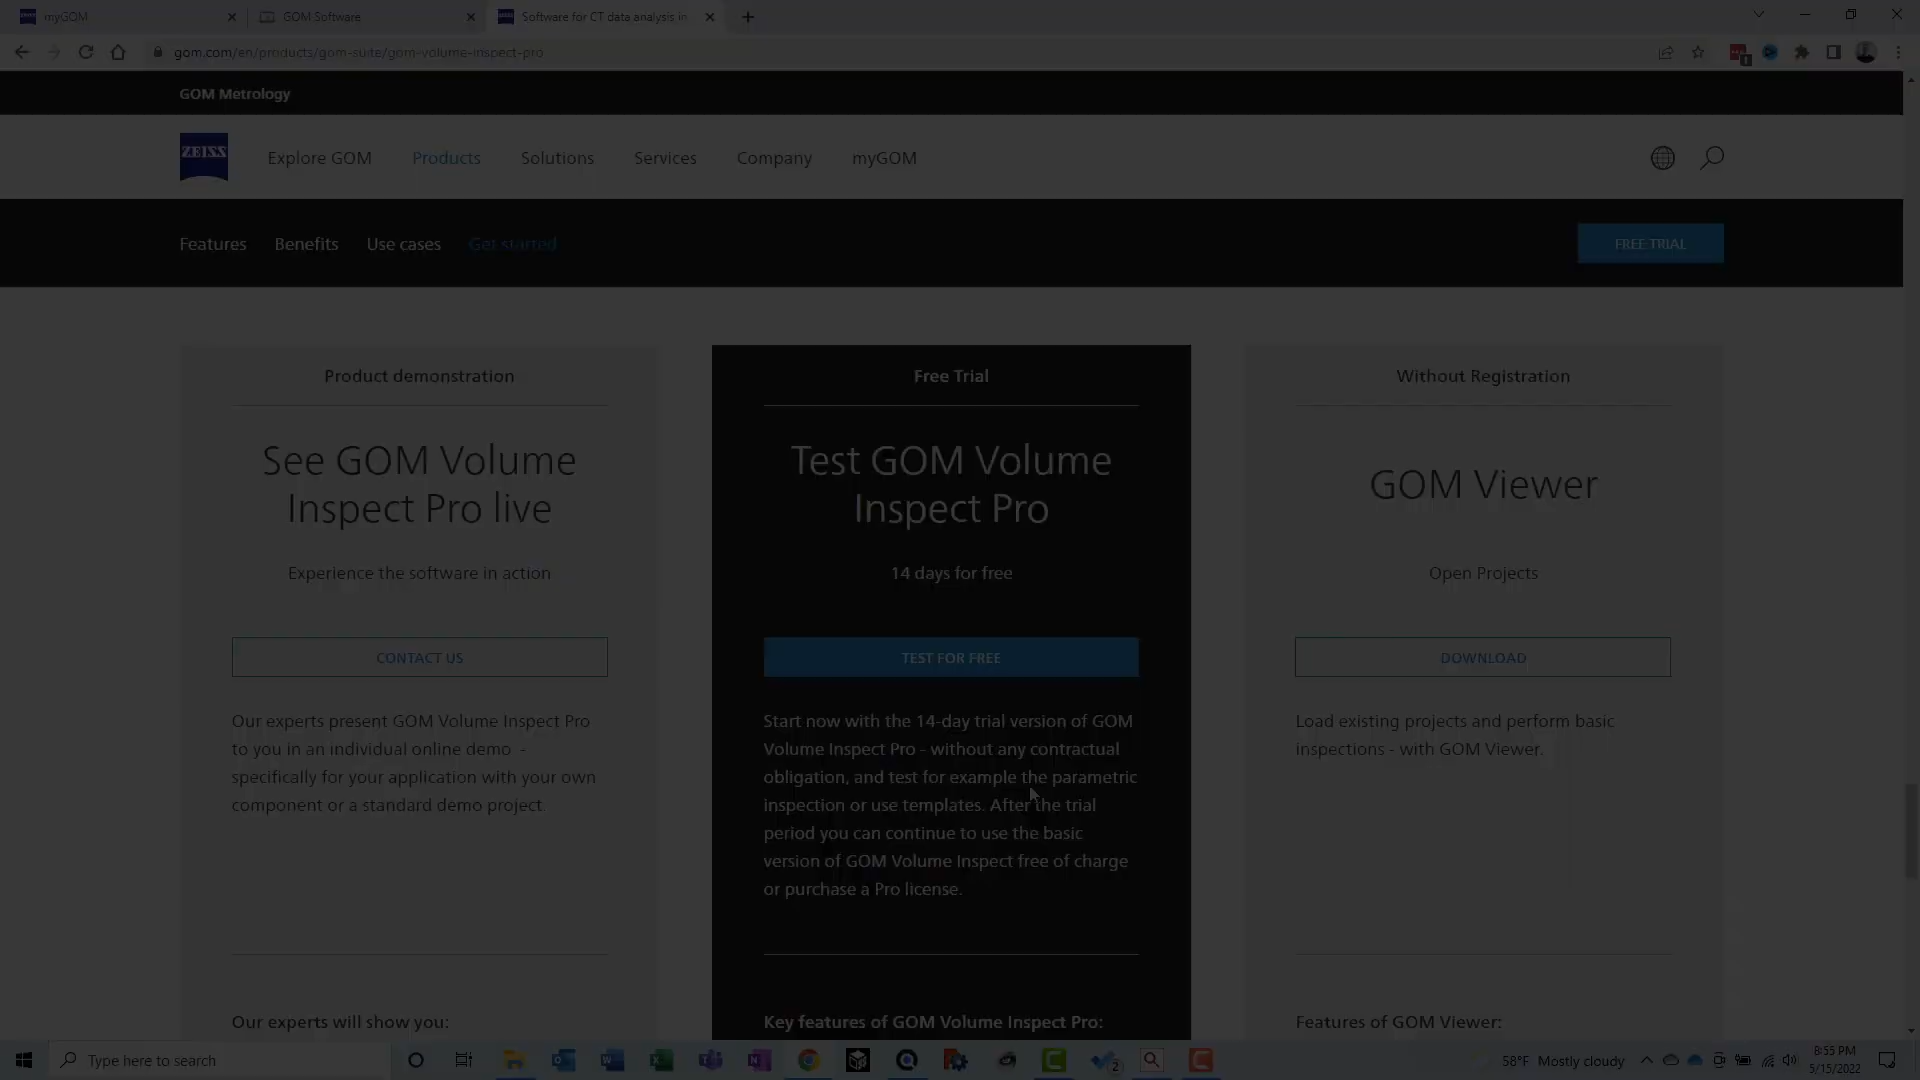 myGOM
GOM Software
Software for CT data analysis in
gom.com/en/products/gom-suite/gom-volume-inspect-pro
GOM Metrology
ZEISS
Explore GOM
Products
Solutions
Services
Company
myGOM
Features
Benefits
Use cases
Get started
FREE TRIAL
Product demonstration
See GOM Volume
Inspect Pro live
Experience the software in action
CONTACT US
Our experts present GOM Volume Inspect Pro
to you in an individual online demo -
specifically for your application with your own
component or a standard demo project.
Our experts will show you:
Free Trial
Test GOM Volume
Inspect Pro
14 days for free
TEST FOR FREE
Start now with the 14-day trial version of GOM
Volume Inspect Pro - without any contractual
obligation, and test for example the parametric
inspection or use templates. After the trial
period you can continue to use the basic
version of GOM Volume Inspect free of charge
or purchase a Pro license.
Key features of GOM Volume Inspect Pro:
Without Registration
GOM Viewer
Open Projects
DOWNLOAD
Load existing projects and perform basic
inspections - with GOM Viewer.
Features of GOM Viewer:
Type here to search
2
58°F Mostly cloudy
8:55 PM
5/15/2022